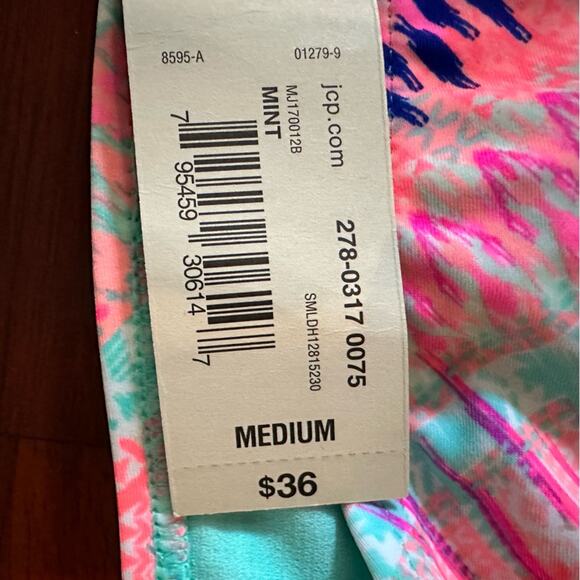 8595-A
01279-9
jcp.com
MJ170012B
MINT
7 95459 30614 7
278-0317 0075
SMLDH12815230
MEDIUM
$36